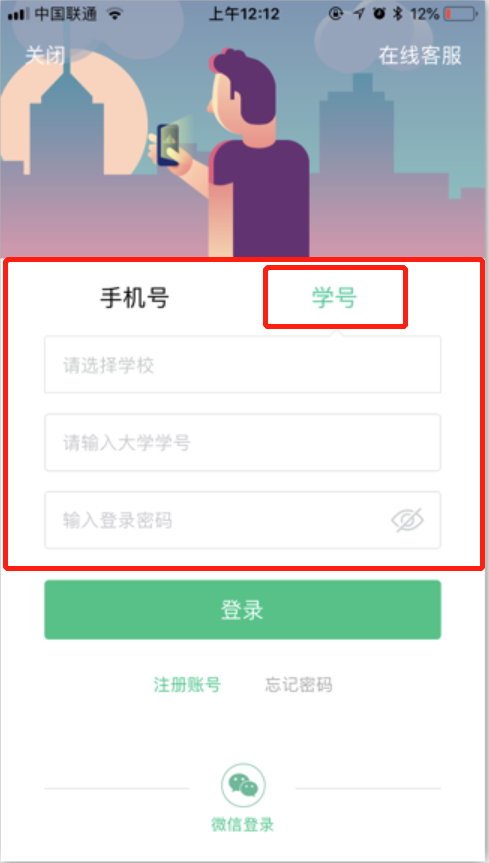 中国联通 上午12:12 12%
关闭 在线客服
手机号 学号
请选择学校
请输入大学学号
输入登录密码
登录
注册账号 忘记密码
微信登录